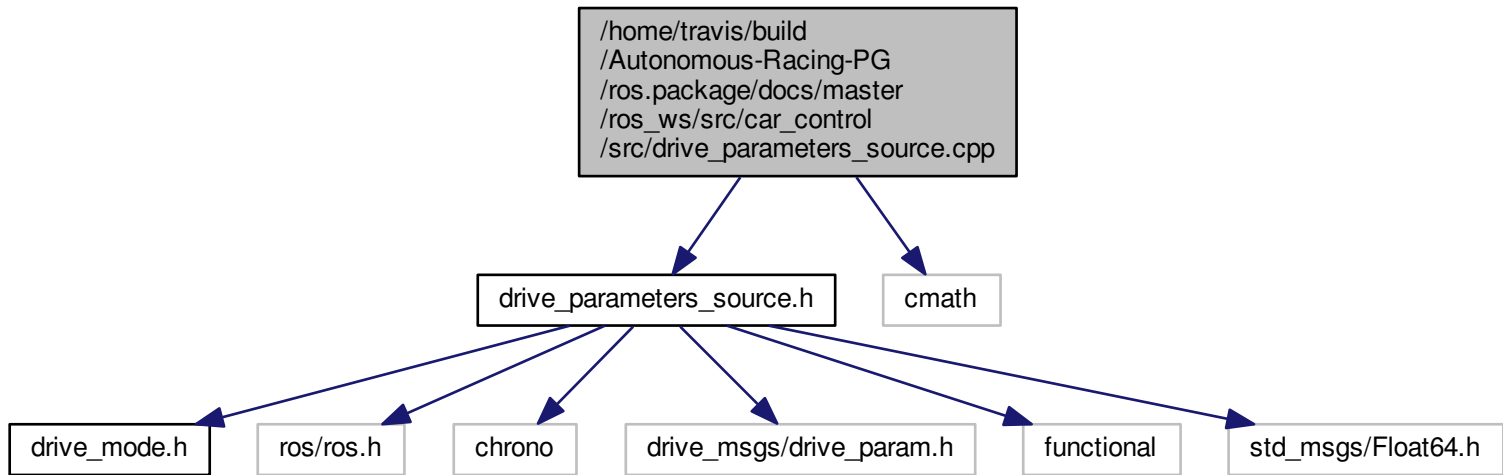 /home/travis/build
/Autonomous-Racing-PG
/ros.package/docs/master
/ros_ws/src/car_control
/src/drive_parameters_source.cpp
drive_parameters_source.h
cmath
drive_mode.h
ros/ros.h
chrono
drive_msgs/drive_param.h
functional
std_msgs/Float64.h